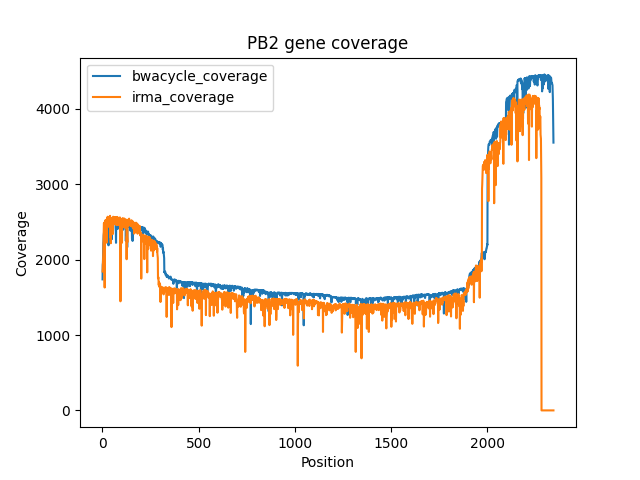 PB2 gene coverage
bwacycle_coverage
irma_coverage
Coverage
4000
3000
2000
1000
0
0 500 1000 1500 2000
Position